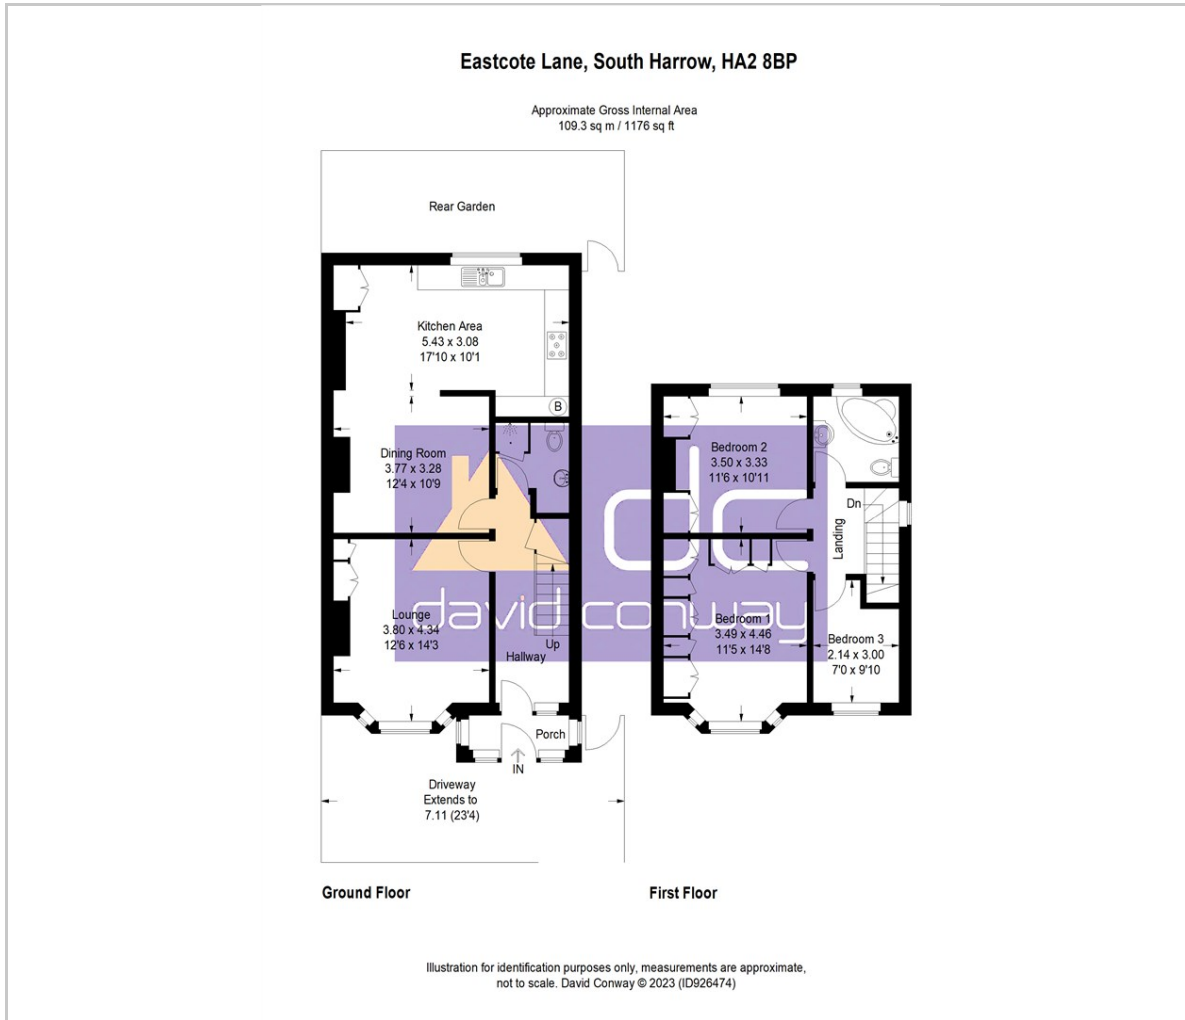 Eastcote Lane, South Harrow, HA2 8BP
Approximate Gross Internal Area
109.3 sq m / 1176 sq ft
Rear Garden
Kitchen Area
5.43 x 3.08
17'10 x 10'1
B
Dining Room
3.77 x 3.28
12'4 x 10'9
Lounge
3.80 x 4.34
12'6 x 14'3
Up
Hallway
Porch
IN
Driveway
Extends to
7.11 (23'4)
Ground Floor
Bedroom 2
3.50 x 3.33
11'6 x 10'11
Dn
Landing
Bedroom 1
3.49 x 4.46
11'5 x 14'8
Bedroom 3
2.14 x 3.00
7'0 x 9'10
First Floor
dc
david conway
Illustration for identification purposes only, measurements are approximate,
not to scale. David Conway © 2023 (ID926474)